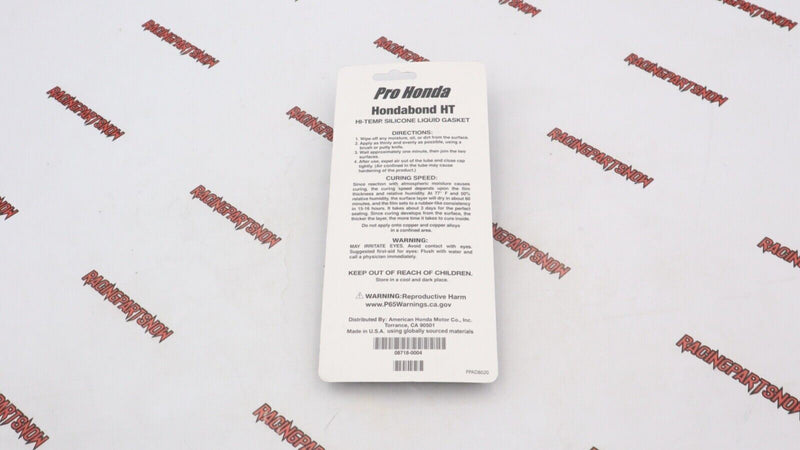 Pro Honda
Hondabond HT
HI-TEMP. SILICONE LIQUID GASKET
DIRECTIONS:
1. Wipe off any moisture, oil, or dirt from the surface.
2. Apply as thinly and evenly as possible, using a
brush or putty knife.
3. Wait approximately one minute, then join the two
surfaces.
4. After use, expel air out of the tube and close cap
tightly. (Air confined in the tube may cause
hardening of the product.)
CURING SPEED:
Since reaction with atmospheric moisture causes
curing, the curing speed depends upon the film
thickness and relative humidity. At 77° F and 50%
relative humidity, the surface layer will dry in about 60
minutes, and the film sets to a rubber-like consistency
in 15-16 hours. It takes about 3 days for the perfect
sealing. Since curing develops from the surface, the
thicker the layer, the more time it takes to cure inside.
Do not apply onto copper and copper alloys
in a confined area.
WARNING:
MAY IRRITATE EYES. Avoid contact with eyes.
Suggested first-aid for eyes: Flush with water and
call a physician immediately.
KEEP OUT OF REACH OF CHILDREN.
Store in a cool and dark place.
WARNING: Reproductive Harm
www.P65Warnings.ca.gov
Distributed By: American Honda Motor Co., Inc.
Torrance, CA 90501
Made in U.S.A. using globally sourced materials
08718-0004
PPAD8020
RACINGPARTSNOW
RACINGPARTSNOW
RACINGPARTSNOW
RACINGPARTSNOW
RACINGPARTSNOW
RACINGPARTSNOW
RACINGPARTSNOW
RACINGPARTSNOW
RACINGPARTSNOW
RACINGPARTSNOW